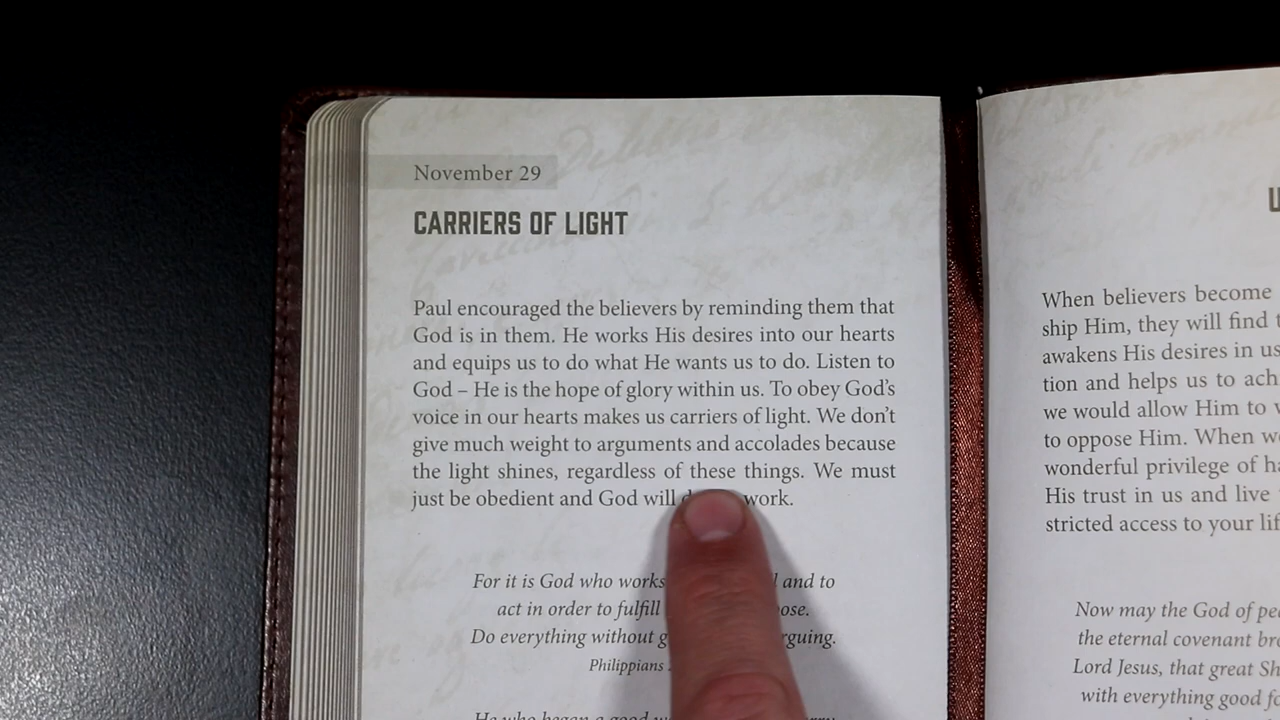 November 29
CARRIERS OF LIGHT
Paul encouraged the believers by reminding them that
God is in them. He works His desires into our hearts
and equips us to do what He wants us to do. Listen to
God – He is the hope of glory within us. To obey God's
voice in our hearts makes us carriers of light. We don't
give much weight to arguments and accolades because
the light shines, regardless of these things. We must
just be obedient and God will work.
For it is God who works and to
act in order to fulfill
Do everything without
Philippians
He who began a good
When believers become
ship Him, they will find
awakens His desires in us
tion and helps us to
we would allow Him to
to oppose Him. When
wonderful privilege of
His trust in us and live
stricted access to your
Now may the God of
the eternal covenant
Lord Jesus, that great
with everything good